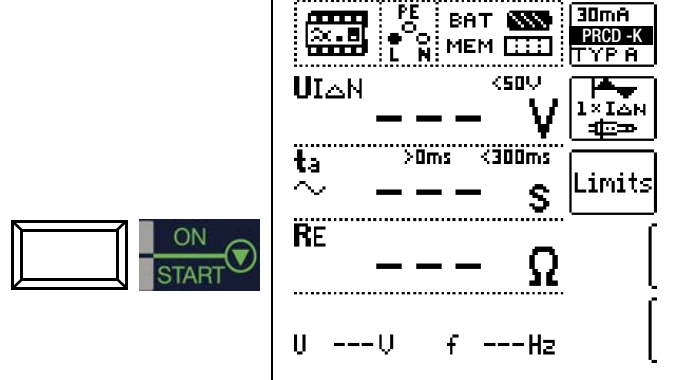 ON
START
PE
L N
BAT
MEM
30mA
PRCD -K
TYP A
UI△N <50V
--- V
1×I△N
ta >0ms <300ms
~ --- s
Limits
RE
--- Ω
U ---V f ---Hz